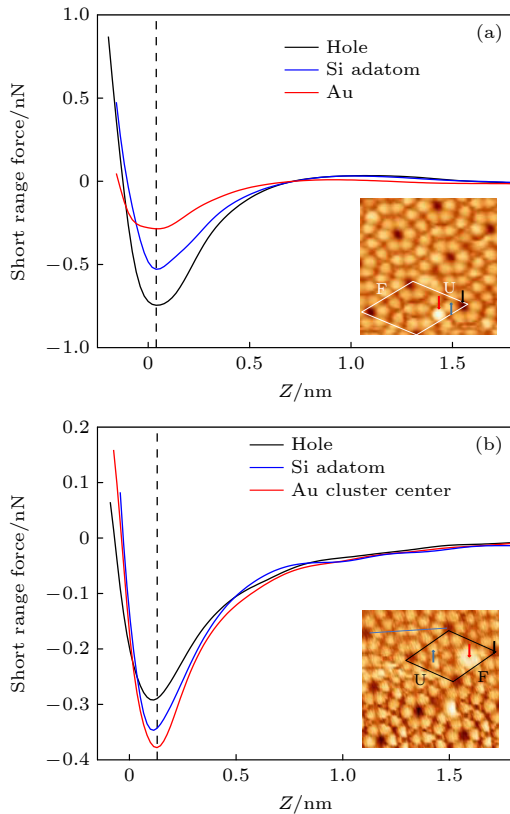 (a)
Hole
Si adatom
Au
1.0
0.5
0
−0.5
−1.0
Short range force/nN
F
U
0
0.5
1.0
1.5
Z/nm
(b)
Hole
Si adatom
Au cluster center
0.2
0.1
0
−0.1
−0.2
−0.3
−0.4
Short range force/nN
U
F
0
0.5
1.0
1.5
Z/nm